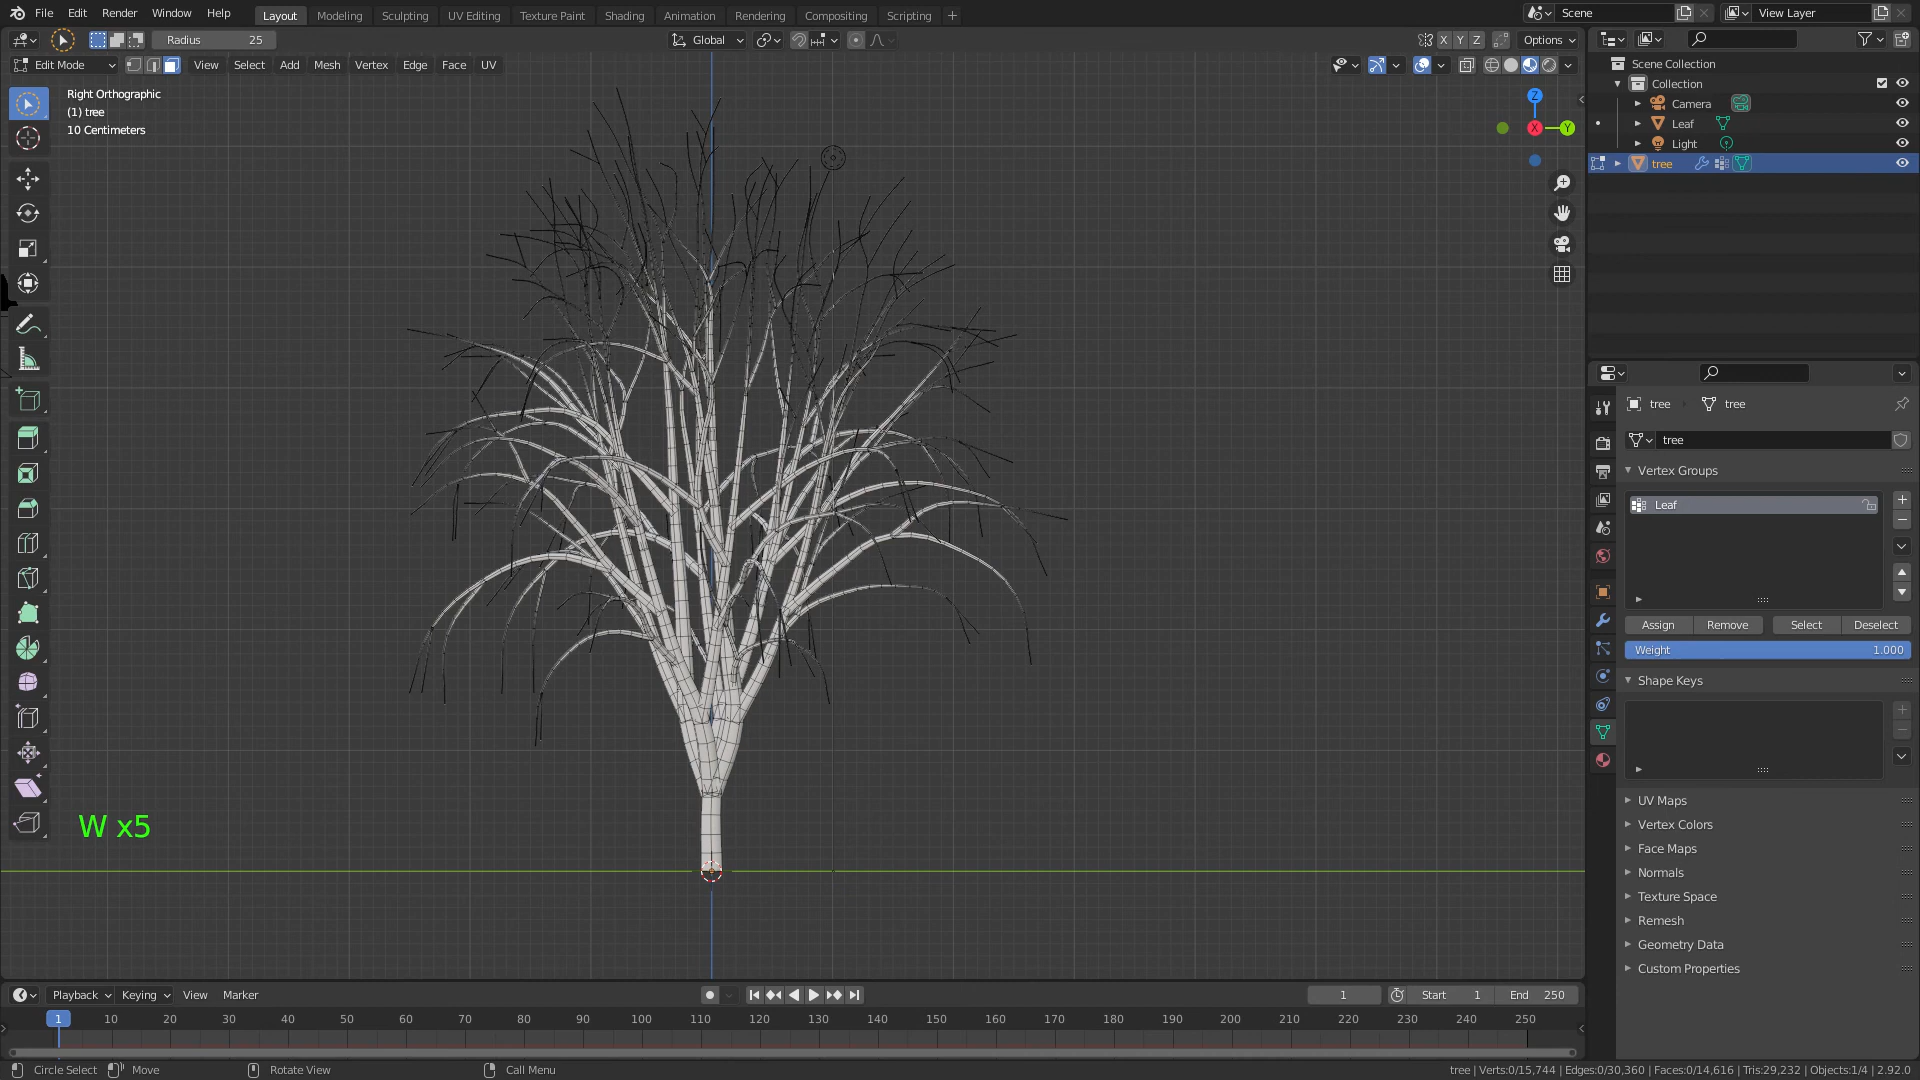 File Edit Render Window Help Layout Modeling Sculpting UV Editing Texture Paint Shading Animation Rendering Compositing Scripting + Scene View Layer
Radius 25 Global X Y Z Options
Edit Mode View Select Add Mesh Vertex Edge Face UV
Right Orthographic
(1) tree
10 Centimeters
Z
X
Y
Scene Collection
Collection
Camera
Leaf
Light
tree
tree tree
tree
Vertex Groups
Leaf
Assign Remove Select Deselect
Weight 1.000
Shape Keys
UV Maps
Vertex Colors
Face Maps
Normals
Texture Space
Remesh
Geometry Data
Custom Properties
W x5
Playback Keying View Marker 1 Start 1 End 250
1 10 20 30 40 50 60 70 80 90 100 110 120 130 140 150 160 170 180 190 200 210 220 230 240 250
Circle Select Move Rotate View Call Menu tree | Verts:0/15,744 | Edges:0/30,360 | Faces:0/14,616 | Tris:29,232 | Objects:1/4 | 2.92.0